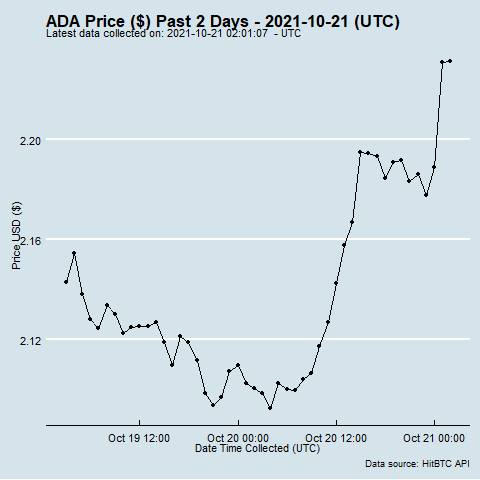 ADA Price ($) Past 2 Days - 2021-10-21 (UTC)
Latest data collected on: 2021-10-21 02:01:07  - UTC
2.20
2.16
2.12
Price USD ($)
Oct 19 12:00
Oct 20 00:00
Oct 20 12:00
Oct 21 00:00
Date Time Collected (UTC)
Data source: HitBTC API